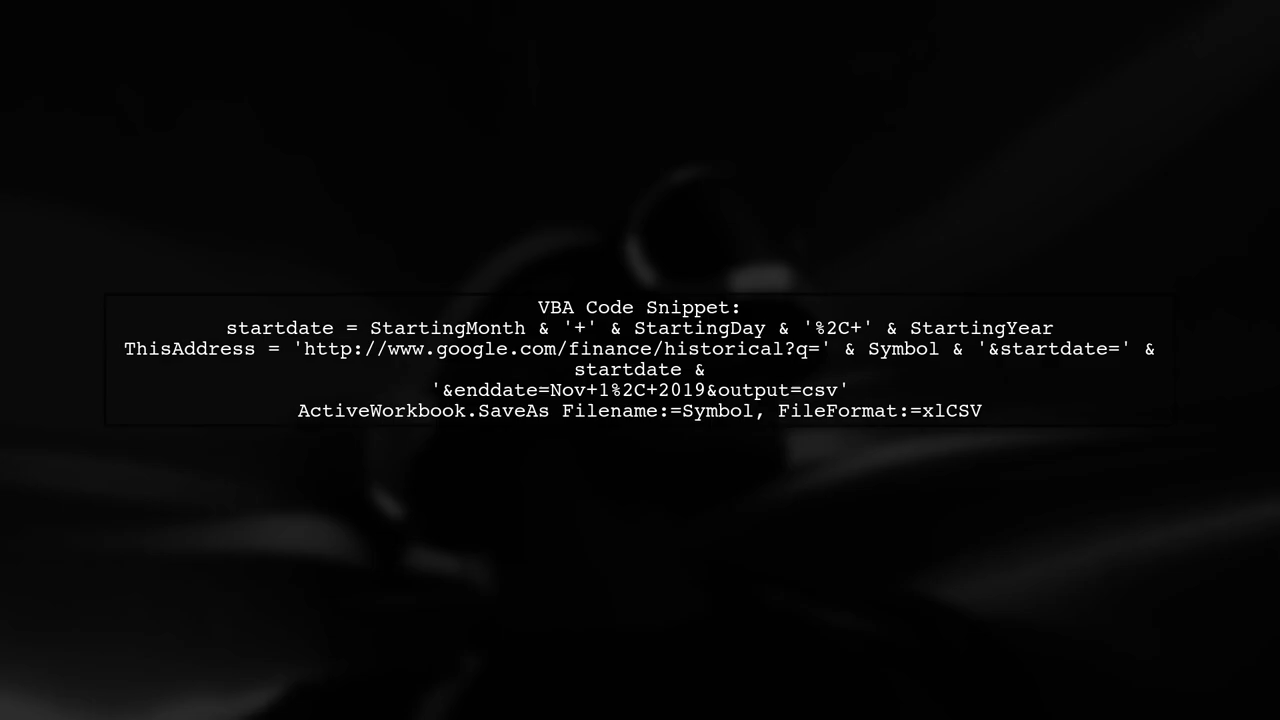 VBA Code Snippet:
startdate = StartingMonth & '+' & StartingDay & '%2C+' & StartingYear
ThisAddress = 'http://www.google.com/finance/historical?q=' & Symbol & '&startdate=' &
startdate &
'&enddate=Nov+1%2C+2019&output=csv'
ActiveWorkbook.SaveAs Filename:=Symbol, FileFormat:=xlCSV